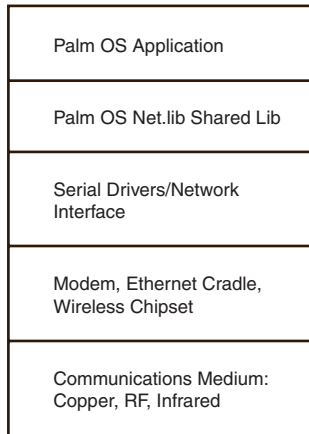 Palm OS Application
Palm OS Net.lib Shared Lib
Serial Drivers/Network
Interface
Modem, Ethernet Cradle,
Wireless Chipset
Communications Medium:
Copper, RF, Infrared